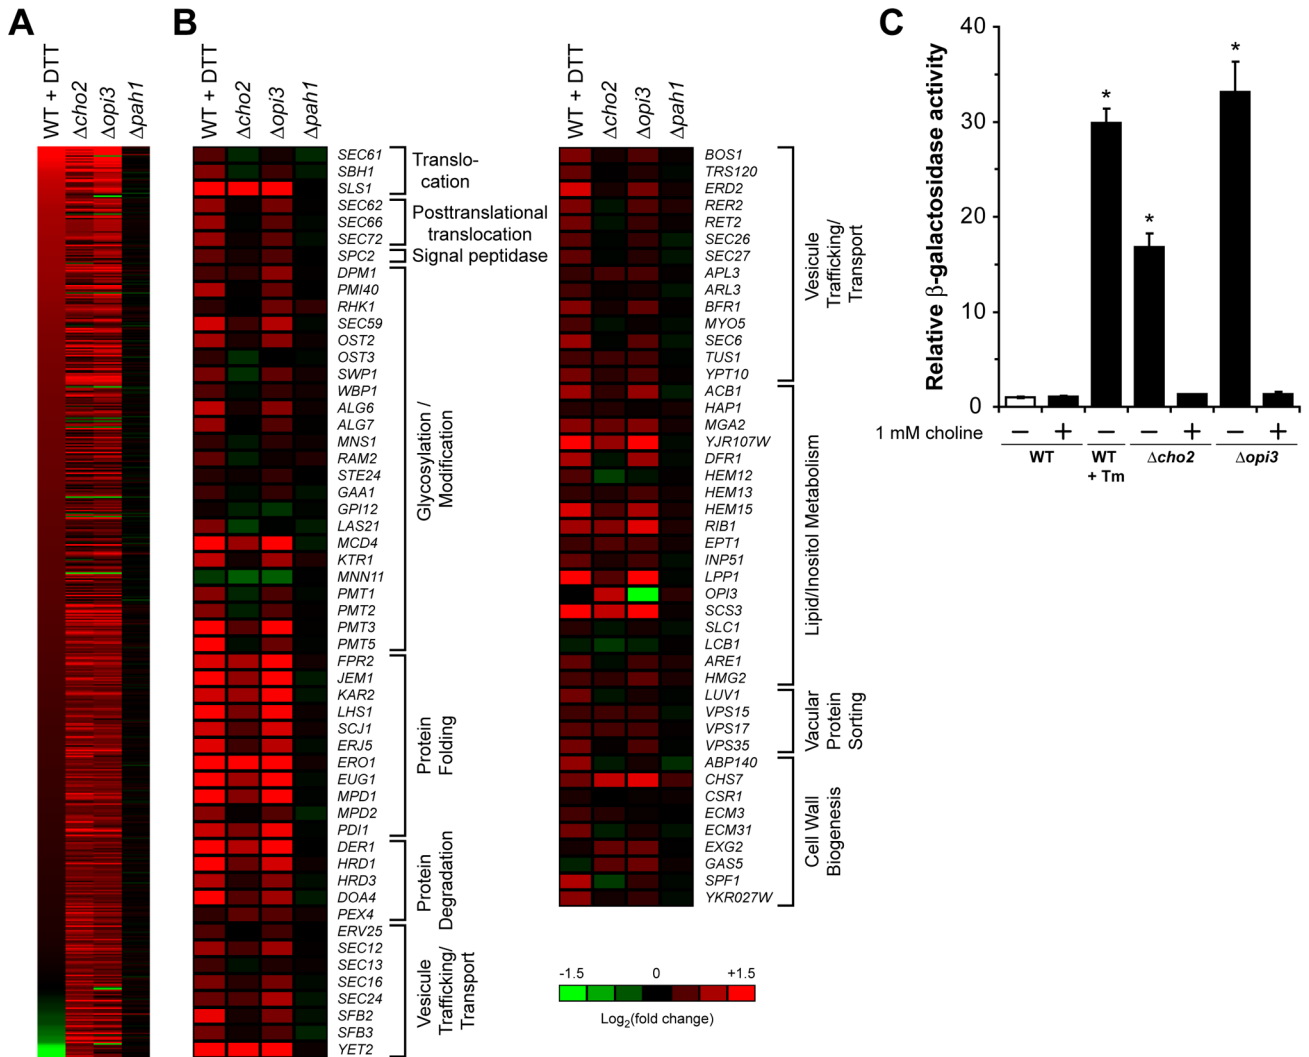 A
B
C
WT + DTT
Δcho2
Δopi3
Δpah1
WT + DTT
Δcho2
Δopi3
Δpah1
SEC61
SBH1
SLS1
SEC62
SEC66
SEC72
SPC2
DPM1
PMI40
RHK1
SEC59
OST2
OST3
SWP1
WBP1
ALG6
ALG7
MNS1
RAM2
STE24
GAA1
GPI12
LAS21
MCD4
KTR1
MNN11
PMT1
PMT2
PMT3
PMT5
FPR2
JEM1
KAR2
LHS1
SCJ1
ERJ5
ERO1
EUG1
MPD1
MPD2
PDI1
DER1
HRD1
HRD3
DOA4
PEX4
ERV25
SEC12
SEC13
SEC16
SEC24
SFB2
SFB3
YET2
Translo-
cation
Posttranslational
translocation
Signal peptidase
Glycosylation /
Modification
Protein
Folding
Protein
Degradation
Vesicule
Trafficking/
Transport
WT + DTT
Δcho2
Δopi3
Δpah1
BOS1
TRS120
ERD2
RER2
RET2
SEC26
SEC27
APL3
ARL3
BFR1
MYO5
SEC6
TUS1
YPT10
ACB1
HAP1
MGA2
YJR107W
DFR1
HEM12
HEM13
HEM15
RIB1
EPT1
INP51
LPP1
OPI3
SCS3
SLC1
LCB1
ARE1
HMG2
LUV1
VPS15
VPS17
VPS35
ABP140
CHS7
CSR1
ECM3
ECM31
EXG2
GAS5
SPF1
YKR027W
Vesicule
Trafficking/
Transport
Lipid/Inositol Metabolism
Vacular
Protein
Sorting
Cell Wall
Biogenesis
-1.5 0 +1.5
Log2(fold change)
Relative β-galactosidase activity
40
30
20
10
0
* * * *
1 mM choline − + − − + − +
WT WT + Tm Δcho2 Δopi3